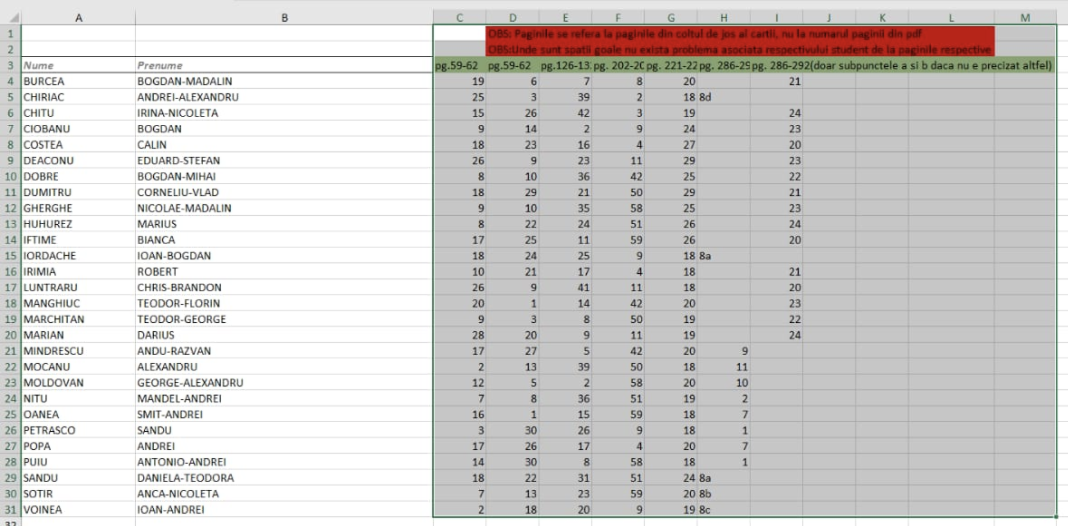 A B C D E F G H I J K L M
1 OBS: Paginile se refera la paginile din coltul de jos al cartii, nu la numarul paginii din pdf
2 OBS:Unde sunt spatii goale nu exista problema asociata respectivului student de la paginile respective
3 Nume Prenume pg.59-62 pg.59-62 pg.126-13 pg. 202-20 pg. 221-22 pg. 286-29 pg. 286-292(doar subpunctele a si b daca nu e precizat altfel)
4 BURCEA BOGDAN-MADALIN 19 6 7 8 20 21
5 CHIRIAC ANDREI-ALEXANDRU 25 3 39 2 18 8d
6 CHITU IRINA-NICOLETA 15 26 42 3 19 24
7 CIOBANU BOGDAN 9 14 2 9 24 23
8 COSTEA CALIN 18 23 16 4 27 20
9 DEACONU EDUARD-STEFAN 26 9 23 11 29 23
10 DOBRE BOGDAN-MIHAI 8 10 36 42 25 22
11 DUMITRU CORNELIU-VLAD 18 29 21 50 29 21
12 GHERGHE NICOLAE-MADALIN 9 10 35 58 25 23
13 HUHUREZ MARIUS 8 22 24 51 26 24
14 IFTIME BIANCA 17 25 11 59 26 20
15 IORDACHE IOAN-BOGDAN 18 24 25 9 18 8a
16 IRIMIA ROBERT 10 21 17 4 18 21
17 LUNTRARU CHRIS-BRANDON 26 9 41 11 18 20
18 MANGHIUC TEODOR-FLORIN 20 1 14 42 20 23
19 MARCHITAN TEODOR-GEORGE 9 3 8 50 19 22
20 MARIAN DARIUS 28 20 9 11 19 24
21 MINDRESCU ANDU-RAZVAN 17 27 5 42 20 9
22 MOCANU ALEXANDRU 2 13 39 50 18 11
23 MOLDOVAN GEORGE-ALEXANDRU 12 5 2 58 20 10
24 NITU MANDEL-ANDREI 7 8 36 51 19 2
25 OANEA SMIT-ANDREI 16 1 15 59 18 7
26 PETRASCO SANDU 3 30 26 9 18 1
27 POPA ANDREI 17 26 17 4 20 7
28 PUIU ANTONIO-ANDREI 14 30 8 58 18 1
29 SANDU DANIELA-TEODORA 18 22 31 51 24 8a
30 SOTIR ANCA-NICOLETA 7 13 23 59 20 8b
31 VOINEA IOAN-ANDREI 2 18 20 9 19 8c
32